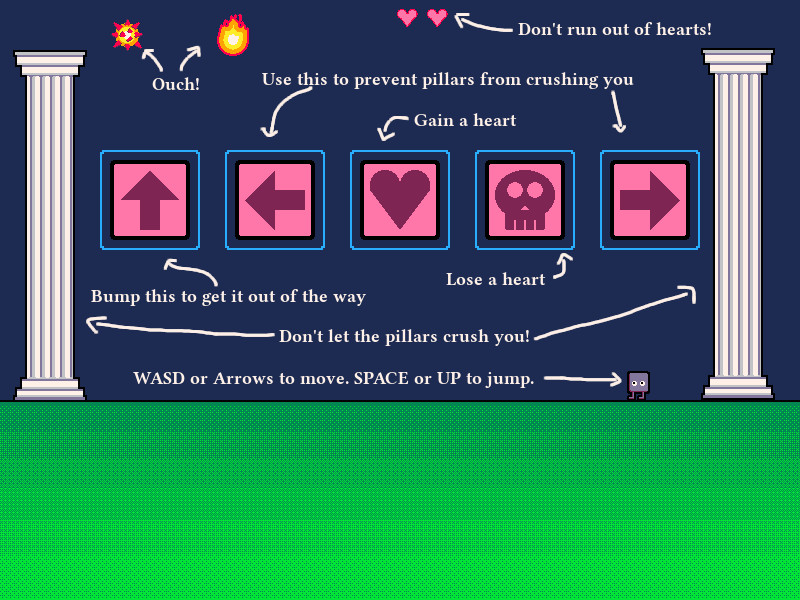 Don't run out of hearts!
Ouch!
Use this to prevent pillars from crushing you
Gain a heart
Lose a heart
Bump this to get it out of the way
Don't let the pillars crush you!
WASD or Arrows to move. SPACE or UP to jump.